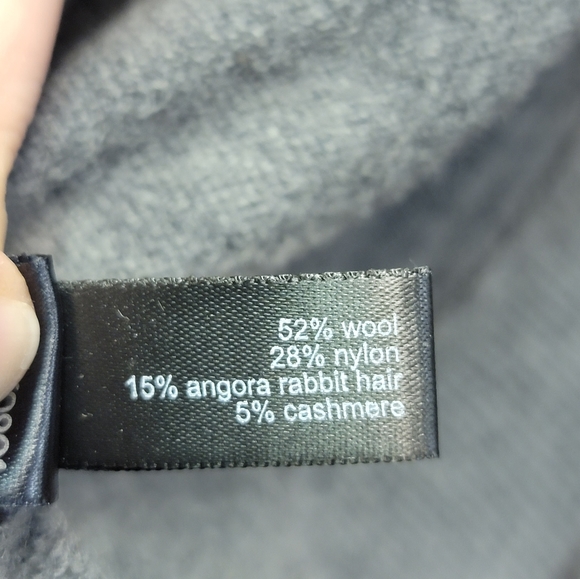 52% wool
28% nylon
15% angora rabbit hair
5% cashmere